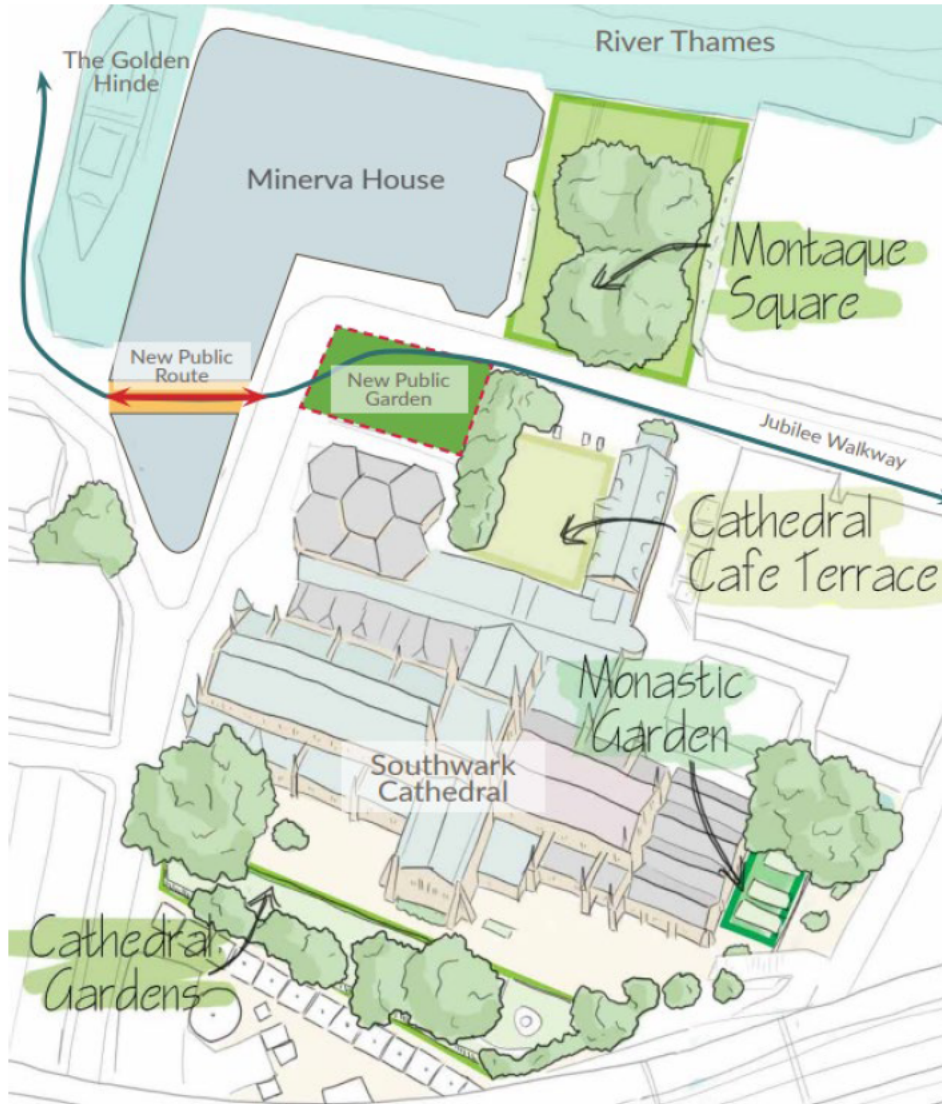 River Thames
The Golden
Hinde
Minerva House
Montaque
Square
New Public
Route
New Public
Garden
Jubilee Walkway
Cathedral
Cafe Terrace
Monastic
Garden
Southwark
Cathedral
Cathedral
Gardens